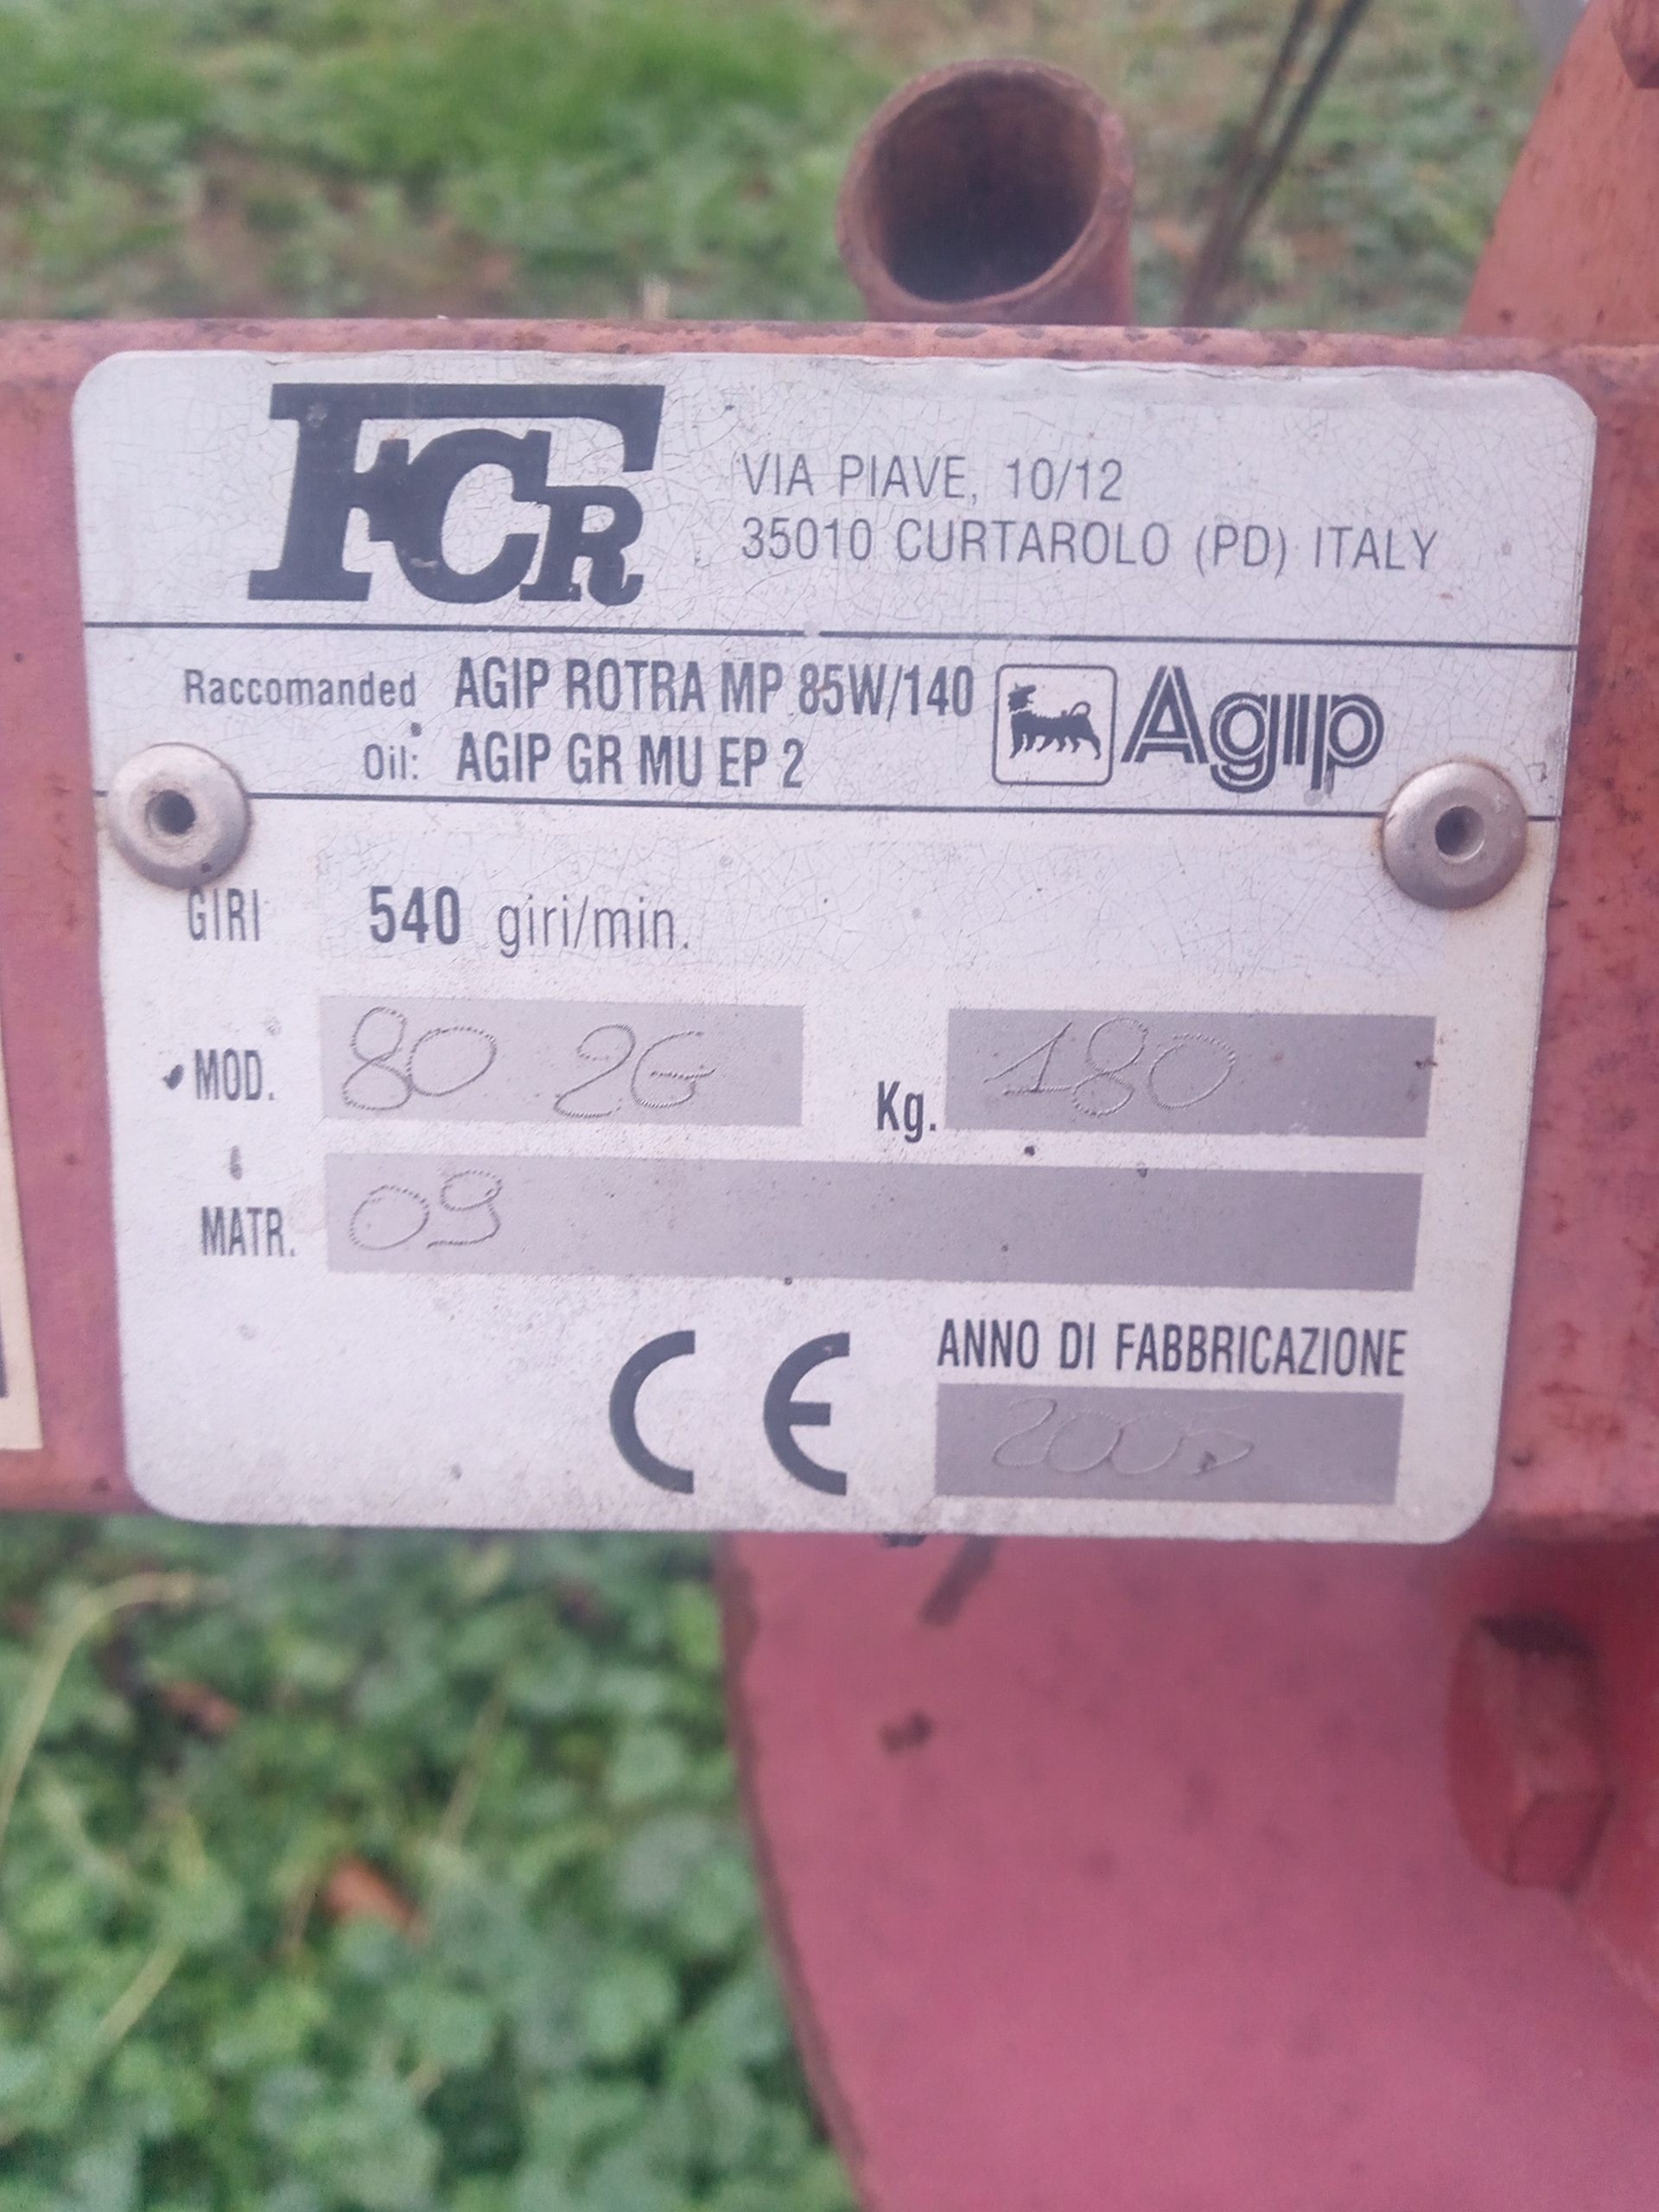 FCR
VIA PIAVE, 10/12
35010 CURTAROLO (PD) ITALY
Raccomanded AGIP ROTRA MP 85W/140
Oil: AGIP GR MU EP 2
Agip
GIRI 540 giri/min.
MOD. 80 26 Kg. 180
MATR. 09
CE
ANNO DI FABBRICAZIONE
2005